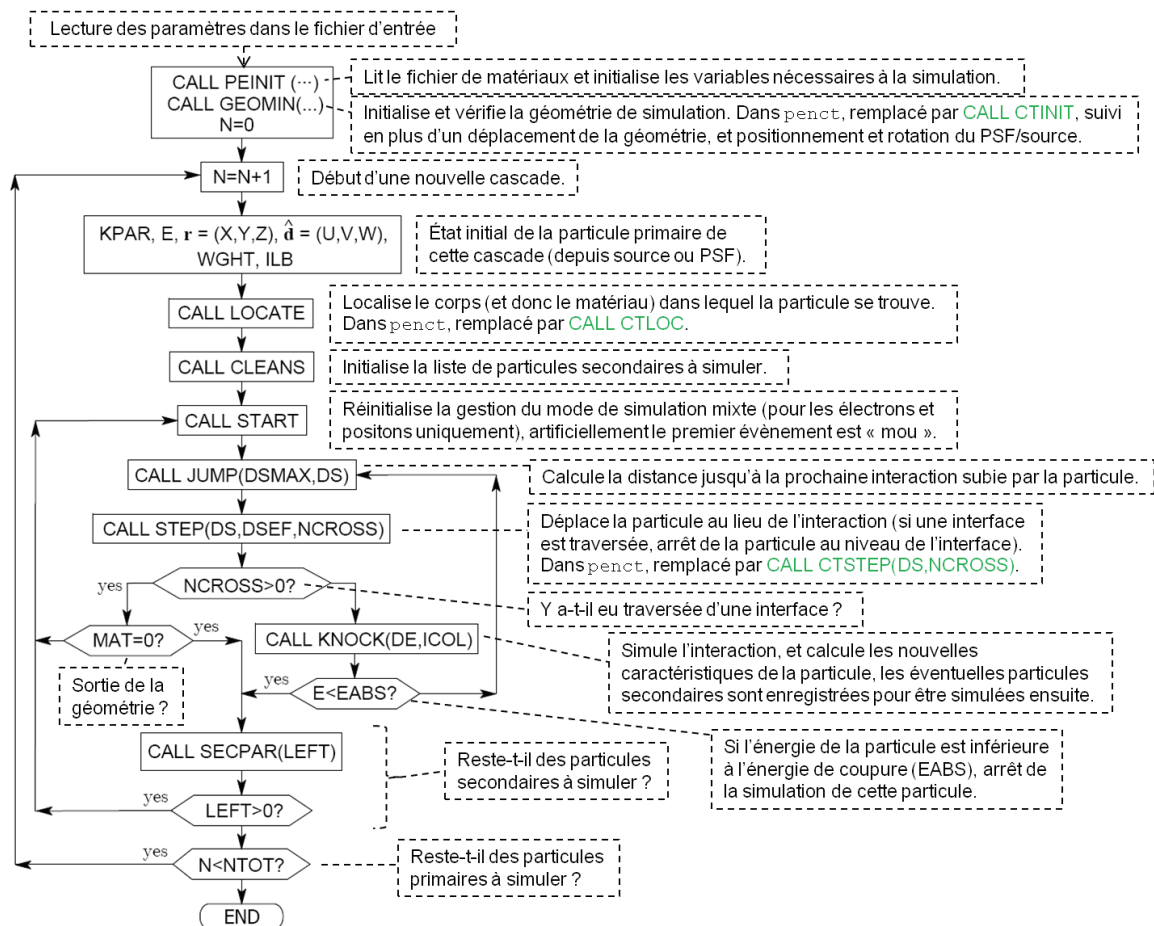 Lecture des paramètres dans le fichier d'entrée
CALL PEINIT (···)
CALL GEOMIN(...)
N=0
Lit le fichier de matériaux et initialise les variables nécessaires à la simulation.
Initialise et vérifie la géométrie de simulation. Dans penct, remplacé par CALL CTINIT, suivi
en plus d'un déplacement de la géométrie, et positionnement et rotation du PSF/source.
N=N+1
Début d'une nouvelle cascade.
KPAR, E, r = (X,Y,Z), d̂ = (U,V,W),
WGHT, ILB
État initial de la particule primaire de
cette cascade (depuis source ou PSF).
CALL LOCATE
Localise le corps (et donc le matériau) dans lequel la particule se trouve.
Dans penct, remplacé par CALL CTLOC.
CALL CLEANS
Initialise la liste de particules secondaires à simuler.
CALL START
Réinitialise la gestion du mode de simulation mixte (pour les électrons et
positons uniquement), artificiellement le premier évènement est « mou ».
CALL JUMP(DSMAX,DS)
Calcule la distance jusqu'à la prochaine interaction subie par la particule.
CALL STEP(DS,DSEF,NCROSS)
Déplace la particule au lieu de l'interaction (si une interface
est traversée, arrêt de la particule au niveau de l'interface).
Dans penct, remplacé par CALL CTSTEP(DS,NCROSS).
yes
NCROSS>0?
Y a-t-il eu traversée d'une interface ?
MAT=0?
yes
CALL KNOCK(DE,ICOL)
Simule l'interaction, et calcule les nouvelles
caractéristiques de la particule, les éventuelles particules
secondaires sont enregistrées pour être simulées ensuite.
Sortie de la
géométrie ?
yes
E<EABS?
CALL SECPAR(LEFT)
Reste-t-il des particules
secondaires à simuler ?
Si l'énergie de la particule est inférieure
à l'énergie de coupure (EABS), arrêt de
la simulation de cette particule.
yes
LEFT>0?
yes
N<NTOT?
Reste-t-il des particules
primaires à simuler ?
END